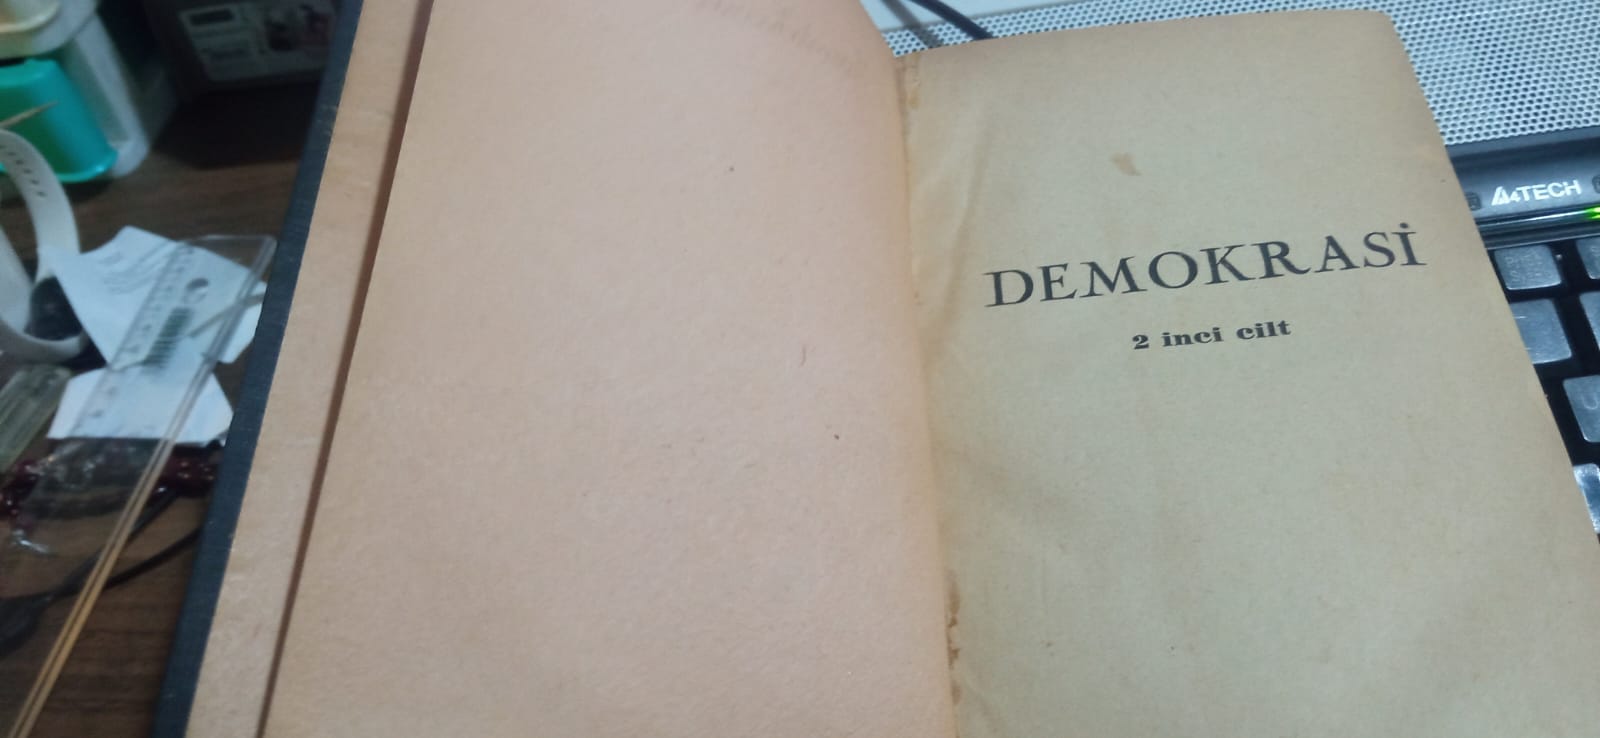 DEMOKRASİ
2 inci cilt
A4TECH